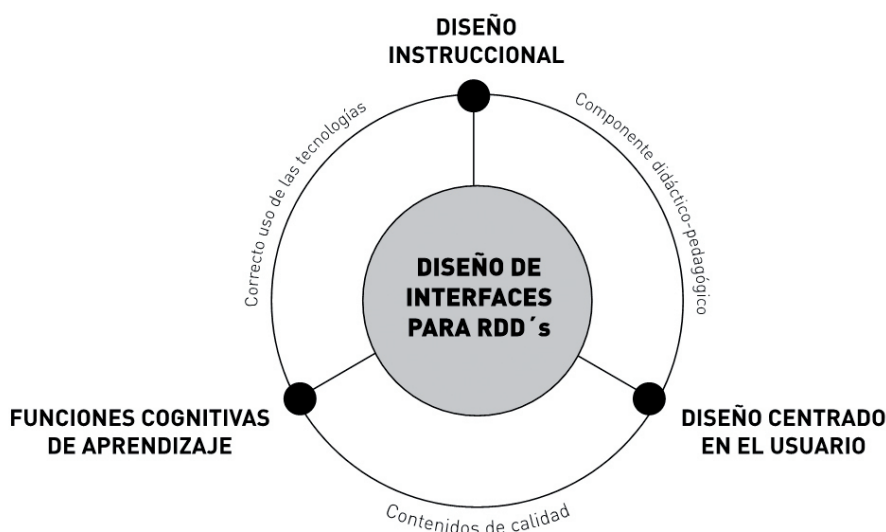 DISEÑO
INSTRUCCIONAL
Correcto uso de las tecnologías
Componente didáctico-pedagógico
DISEÑO DE
INTERFACES
PARA RDD´s
FUNCIONES COGNITIVAS
DE APRENDIZAJE
DISEÑO CENTRADO
EN EL USUARIO
Contenidos de calidad